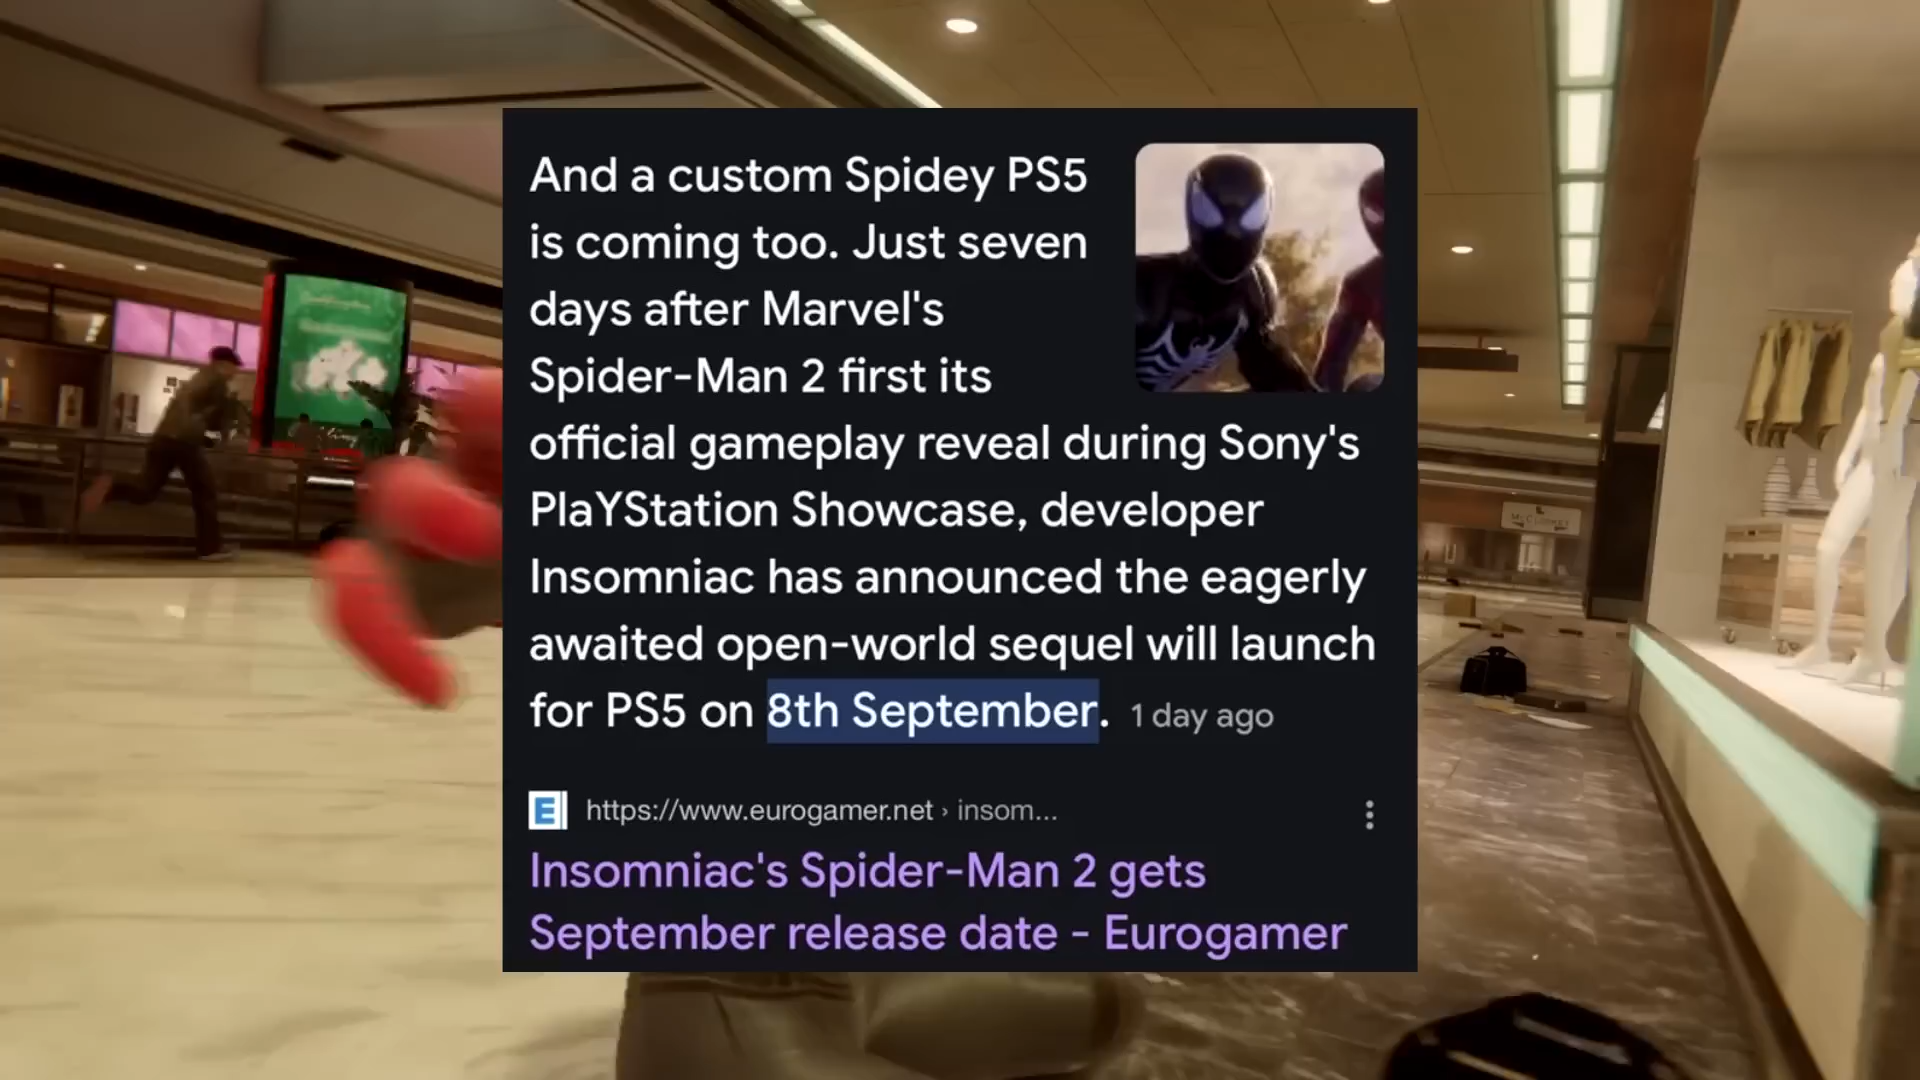 And a custom Spidey PS5
is coming too. Just seven
days after Marvel's
Spider-Man 2 first its
official gameplay reveal during Sony's
PlaYStation Showcase, developer
Insomniac has announced the eagerly
awaited open-world sequel will launch
for PS5 on 8th September. 1 day ago
E
https://www.eurogamer.net › insom...
Insomniac's Spider-Man 2 gets
September release date - Eurogamer